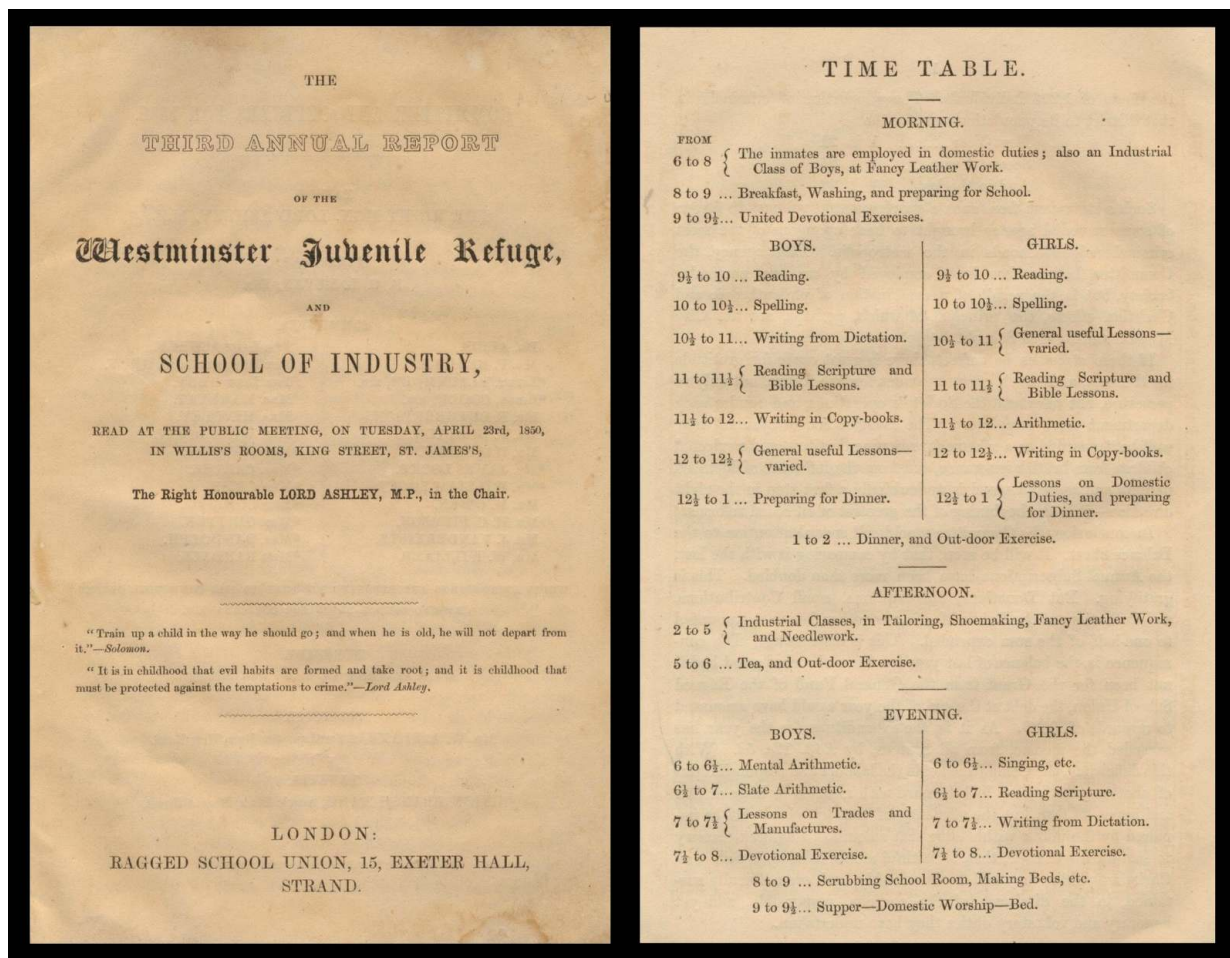 THE
THIRD ANNUAL REPORT
OF THE
Westminster Juvenile Refuge,
AND
SCHOOL OF INDUSTRY,
READ AT THE PUBLIC MEETING, ON TUESDAY, APRIL 23rd, 1850,
IN WILLIS'S ROOMS, KING STREET, ST. JAMES'S,
The Right Honourable LORD ASHLEY, M.P., in the Chair.
"Train up a child in the way he should go; and when he is old, he will not depart from
it."—Solomon.
"It is in childhood that evil habits are formed and take root; and it is childhood that
must be protected against the temptations to crime."—Lord Ashley.
LONDON:
RAGGED SCHOOL UNION, 15, EXETER HALL,
STRAND.
TIME TABLE.
MORNING.
FROM
6 to 8 { The inmates are employed in domestic duties; also an Industrial
Class of Boys, at Fancy Leather Work.
8 to 9 ... Breakfast, Washing, and preparing for School.
9 to 9½... United Devotional Exercises.
BOYS.
9½ to 10 ... Reading.
10 to 10½... Spelling.
10½ to 11... Writing from Dictation.
11 to 11½ { Reading Scripture and
Bible Lessons.
11½ to 12... Writing in Copy-books.
12 to 12½ { General useful Lessons—
varied.
12½ to 1 ... Preparing for Dinner.
GIRLS.
9½ to 10 ... Reading.
10 to 10½... Spelling.
10½ to 11 { General useful Lessons—
varied.
11 to 11½ { Reading Scripture and
Bible Lessons.
11½ to 12... Arithmetic.
12 to 12½... Writing in Copy-books.
12½ to 1 { Lessons on Domestic
Duties, and preparing
for Dinner.
1 to 2 ... Dinner, and Out-door Exercise.
AFTERNOON.
2 to 5 { Industrial Classes, in Tailoring, Shoemaking, Fancy Leather Work,
and Needlework.
5 to 6 ... Tea, and Out-door Exercise.
EVENING.
BOYS.
6 to 6½... Mental Arithmetic.
6½ to 7... Slate Arithmetic.
7 to 7½ { Lessons on Trades and
Manufactures.
7½ to 8... Devotional Exercise.
GIRLS.
6 to 6½... Singing, etc.
6½ to 7... Reading Scripture.
7 to 7½... Writing from Dictation.
7½ to 8... Devotional Exercise.
8 to 9 ... Scrubbing School Room, Making Beds, etc.
9 to 9½... Supper—Domestic Worship—Bed.